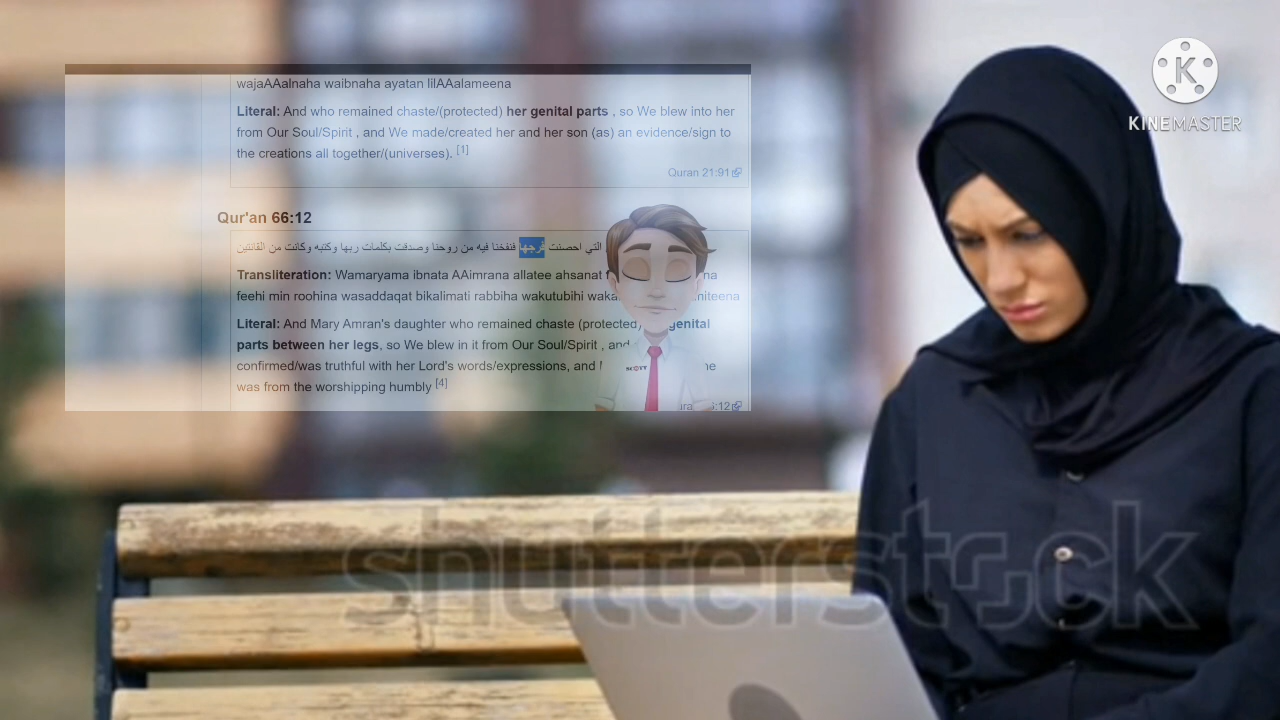 wajaAAalnaha waibnaha ayatan lilAAalameena
Literal: And who remained chaste/(protected) her genital parts , so We blew into her
from Our Soul/Spirit , and We made/created her and her son (as) an evidence/sign to
the creations all together/(universes). [1]
Quran 21:91
Qur'an 66:12
التي احصنت فرجها فنفخنا فيه من روحنا وصدقت بكلمات ربها وكتبه وكانت من القانتين
Transliteration: Wamaryama ibnata AAimrana allatee ahsanat
feehi min roohina wasaddaqat bikalimati rabbiha wakutubihi
Literal: And Mary Amran's daughter who remained chaste (protected) genital
parts between her legs, so We blew in it from Our Soul/Spirit , and
confirmed/was truthful with her Lord's words/expressions, and
was from the worshipping humbly [4]
SCOTT
KINEMASTER
shutterstock